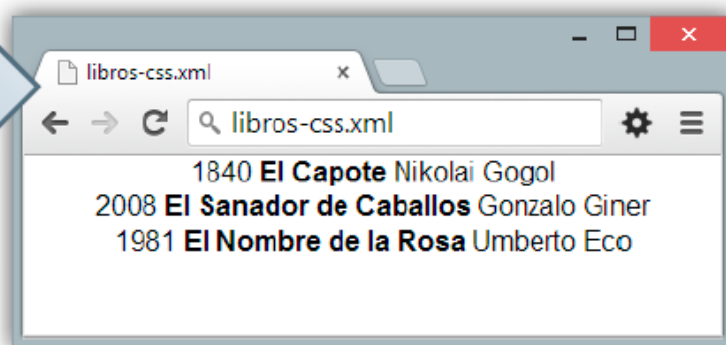 libros-css.xml
libros-css.xml
1840 El Capote Nikolai Gogol
2008 El Sanador de Caballos Gonzalo Giner
1981 El Nombre de la Rosa Umberto Eco